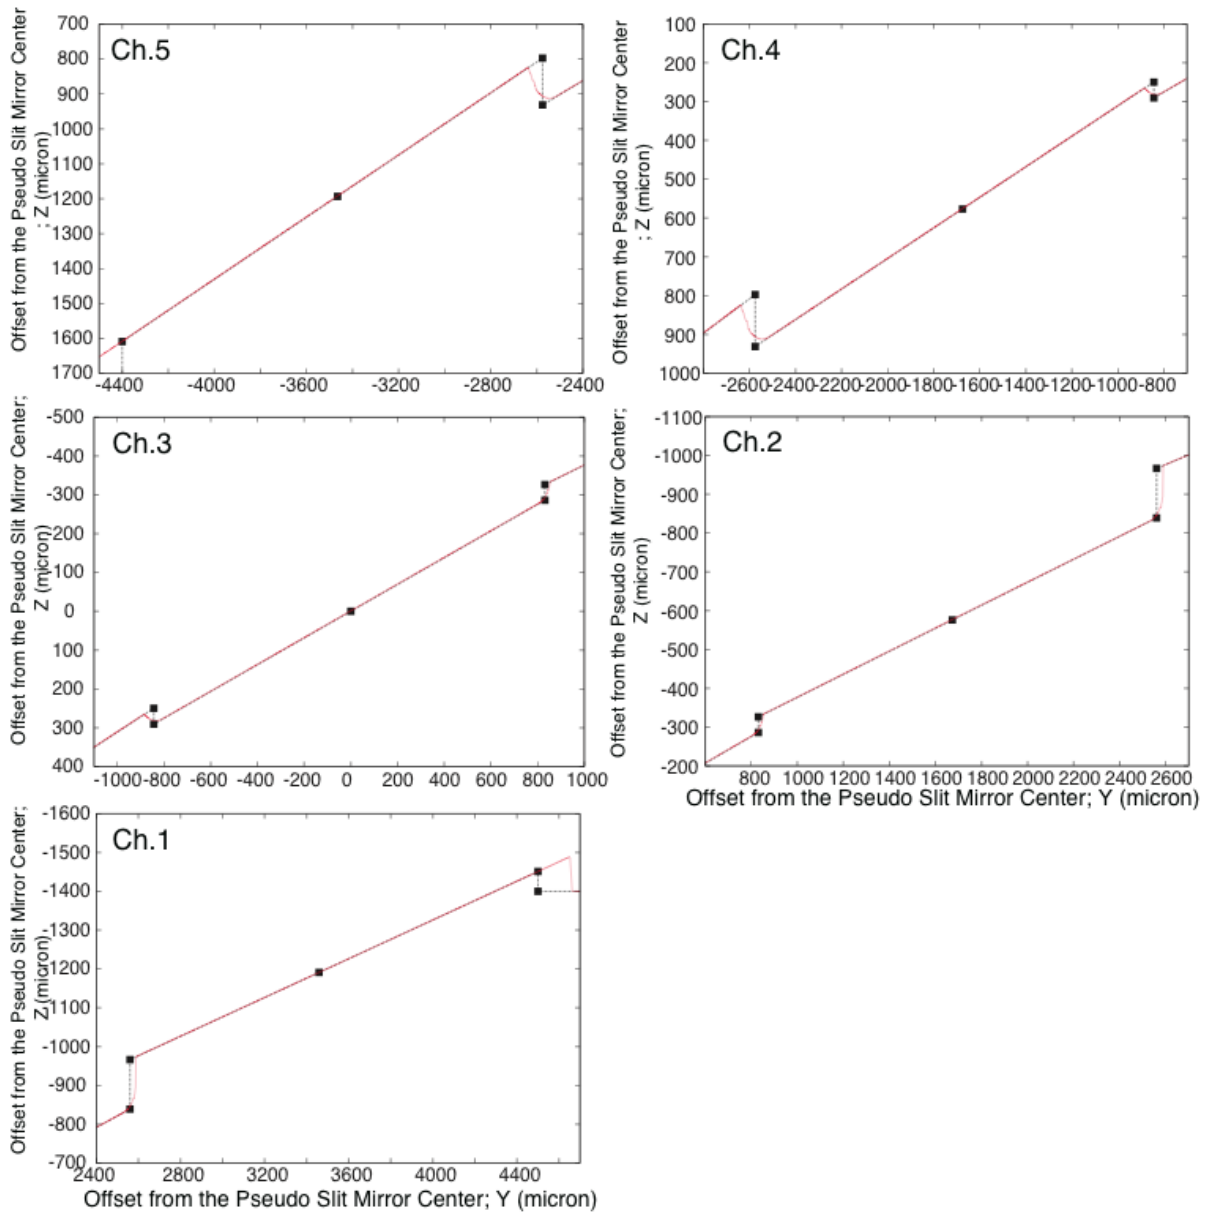 Ch.5
700
800
900
1000
1100
1200
1300
1400
1500
1600
1700
-4400 -4000 -3600 -3200 -2800 -2400
Offset from the Pseudo Slit Mirror Center
; Z (micron)
Ch.4
100
200
300
400
500
600
700
800
900
1000
-2600 -2400 -2200 -2000 -1800 -1600 -1400 -1200 -1000 -800
Offset from the Pseudo Slit Mirror Center
; Z (micron)
Ch.3
-500
-400
-300
-200
-100
0
100
200
300
400
-1000 -800 -600 -400 -200 0 200 400 600 800 1000
Offset from the Pseudo Slit Mirror Center;
Z (micron)
Ch.2
-1100
-1000
-900
-800
-700
-600
-500
-400
-300
-200
800 1000 1200 1400 1600 1800 2000 2200 2400 2600
Offset from the Pseudo Slit Mirror Center;
Z (micron)
Offset from the Pseudo Slit Mirror Center; Y (micron)
Ch.1
-1600
-1500
-1400
-1300
-1200
-1100
-1000
-900
-800
-700
2400 2800 3200 3600 4000 4400
Offset from the Pseudo Slit Mirror Center;
Z (micron)
Offset from the Pseudo Slit Mirror Center; Y (micron)